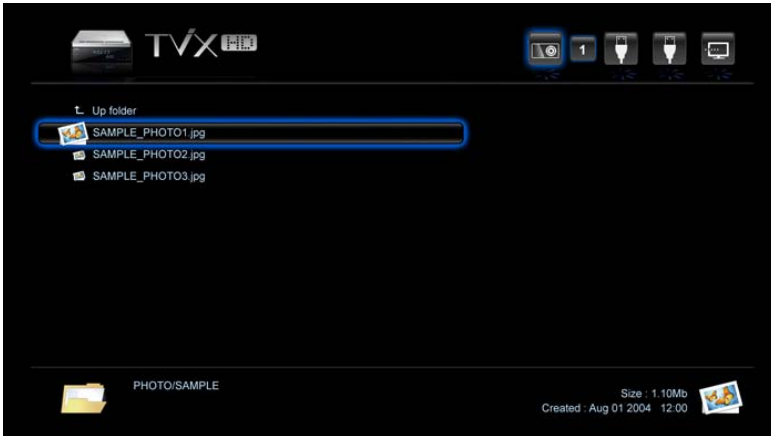 TViX HD
1
Up folder
SAMPLE_PHOTO1.jpg
SAMPLE_PHOTO2.jpg
SAMPLE_PHOTO3.jpg
PHOTO/SAMPLE
Size : 1.10Mb
Created : Aug 01 2004 12:00